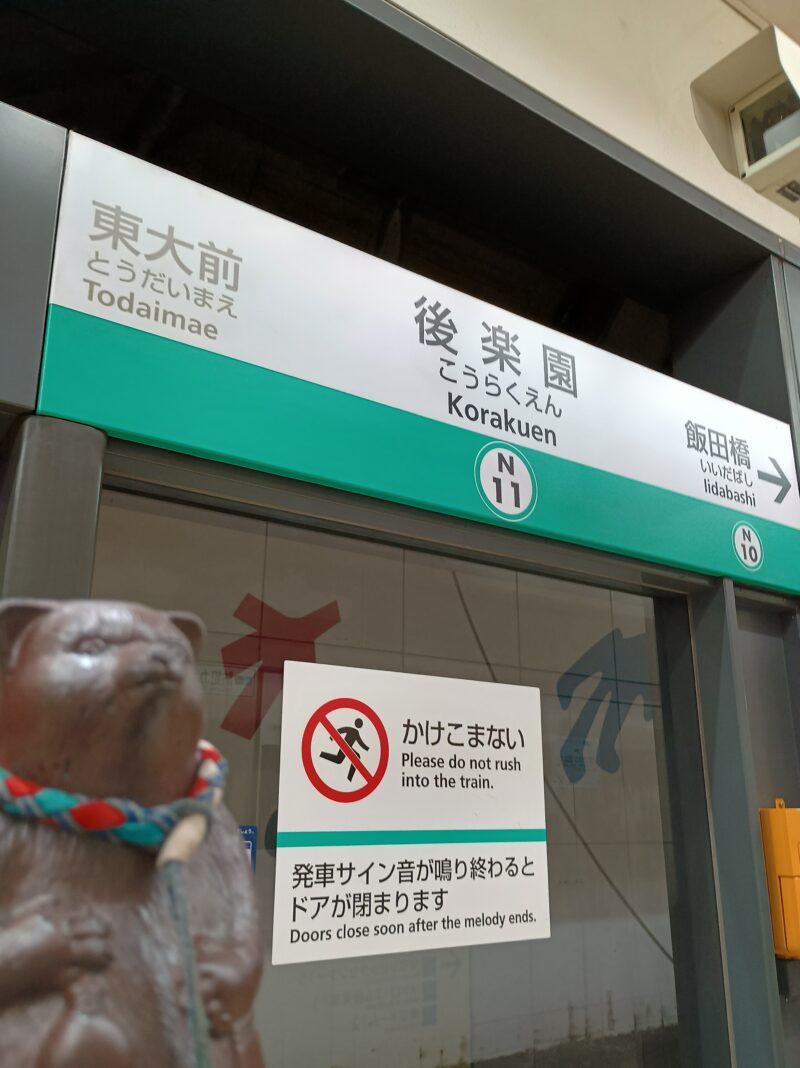 東大前
とうだいまえ
Todaimae
後楽園
こうらくえん
Korakuen
N
11
飯田橋
いいだばし
Iidabashi
→
N
10
かけこまない
Please do not rush
into the train.
発車サイン音が鳴り終わると
ドアが閉まります
Doors close soon after the melody ends.